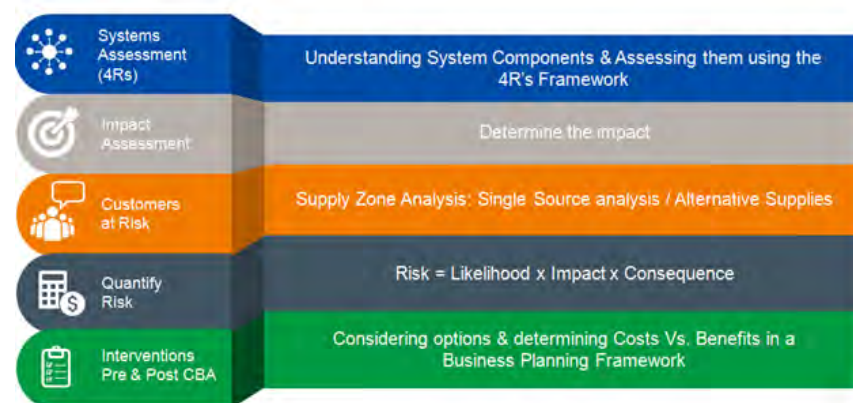 Systems
Assessment
(4Rs)
Understanding System Components & Assessing them using the
4R's Framework
Impact
Assessment
Determine the impact
Customers
at Risk
Supply Zone Analysis: Single Source analysis / Alternative Supplies
Quantify
Risk
Risk = Likelihood x Impact x Consequence
Interventions
Pre & Post CBA
Considering options & determining Costs Vs. Benefits in a
Business Planning Framework